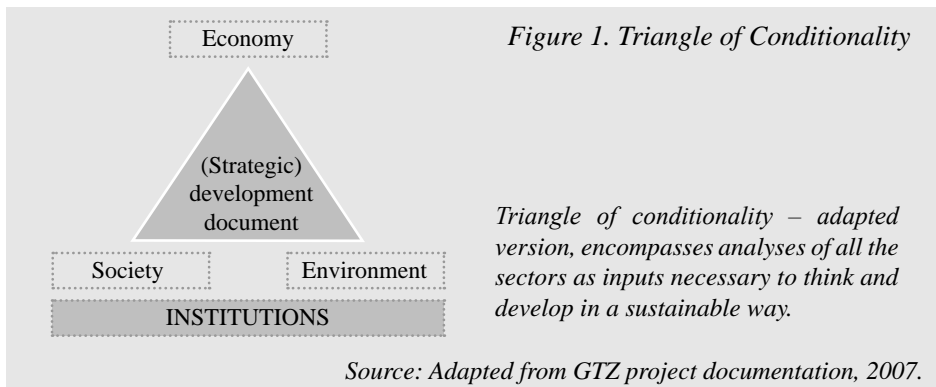 Economy
Figure 1. Triangle of Conditionality
(Strategic)
development
document
Society
Environment
INSTITUTIONS
Triangle of conditionality – adapted
version, encompasses analyses of all the
sectors as inputs necessary to think and
develop in a sustainable way.
Source: Adapted from GTZ project documentation, 2007.